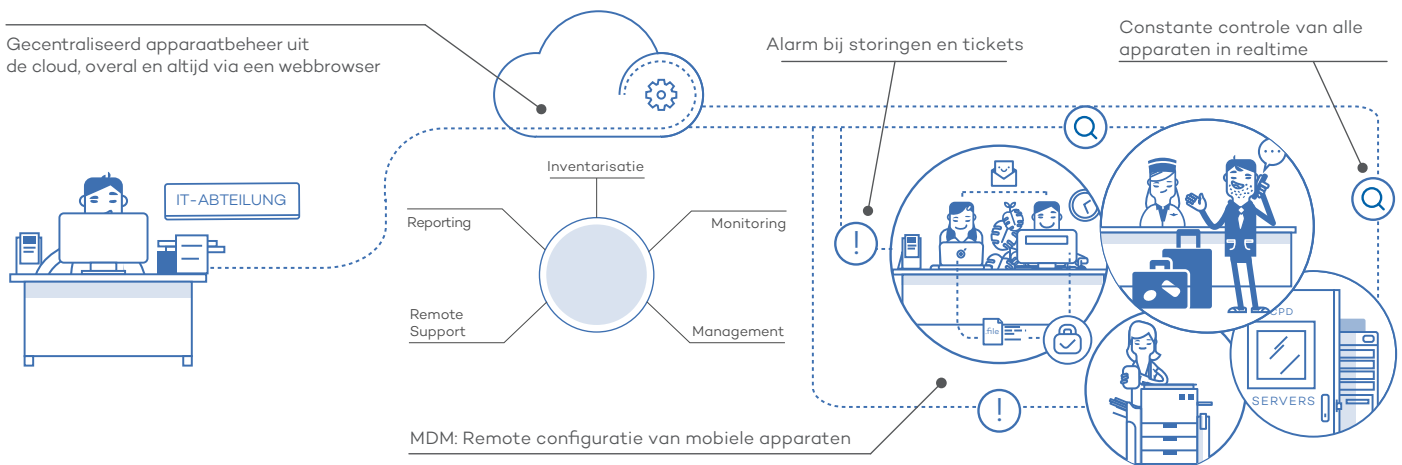 Gecentraliseerd apparaatbeheer uit
de cloud, overal en altijd via een webbrowser
Alarm bij storingen en tickets
Constante controle van alle
apparaten in realtime
IT-ABTEILUNG
Inventarisatie
Reporting
Monitoring
Remote
Support
Management
.file
CPD
SERVERS
MDM: Remote configuratie van mobiele apparaten